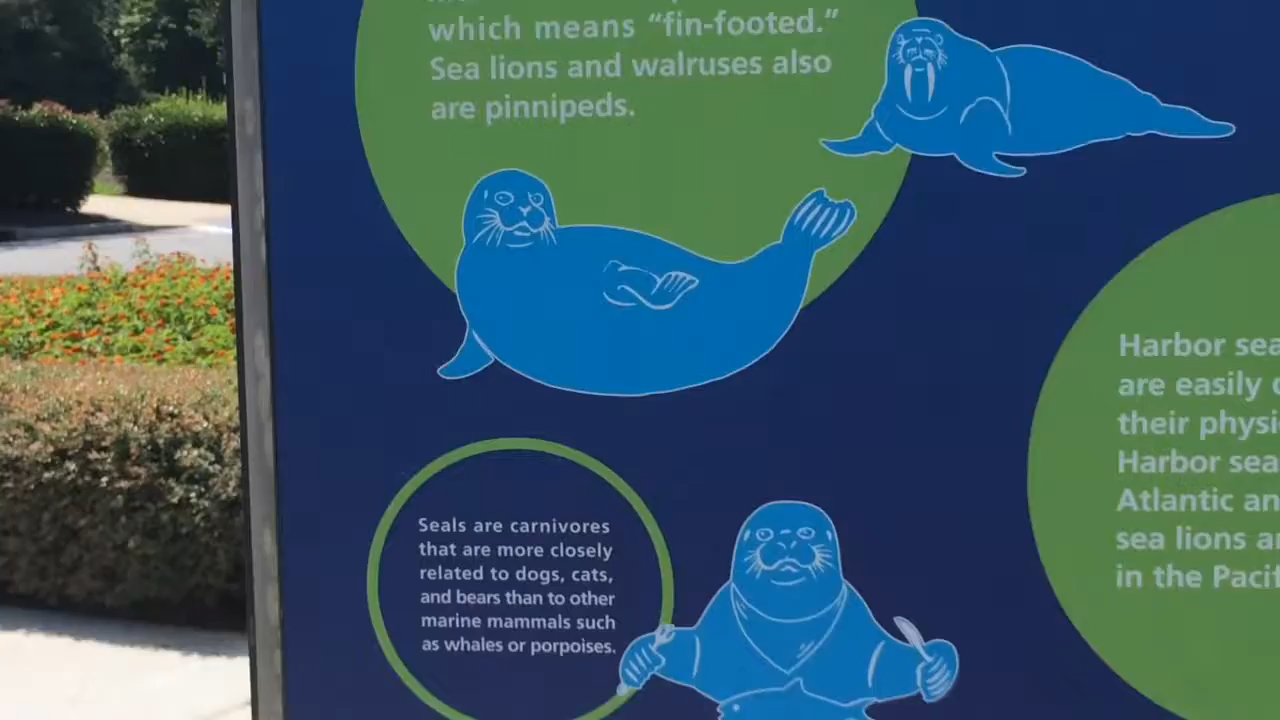 which means “fin-footed.”
Sea lions and walruses also
are pinnipeds.
Harbor
are easily
their
Harbor
Atlantic
sea lions
in the
Seals are carnivores
that are more closely
related to dogs, cats,
and bears than to other
marine mammals such
as whales or porpoises.